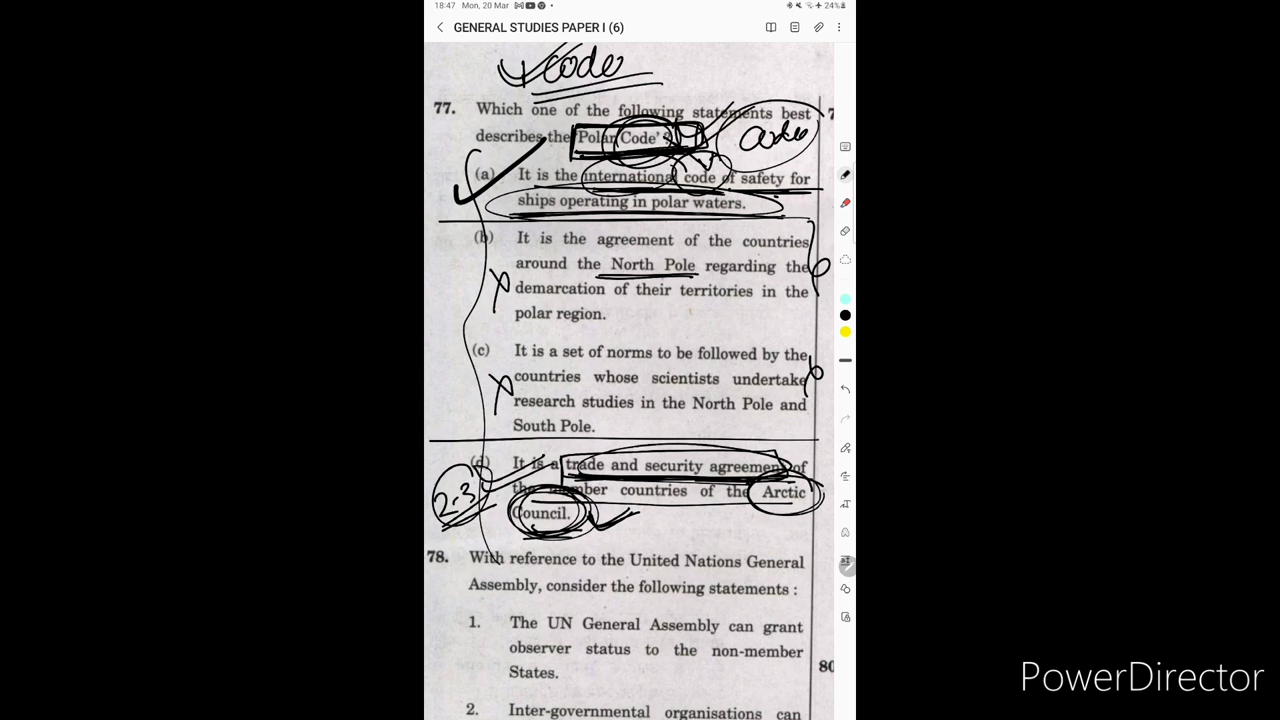 18:47 Mon, 20 Mar
24%
GENERAL STUDIES PAPER I (6)
Code
77. Which one of the following statements best
describes the 'Polar Code'?
code
(a) It is the international code of safety for
ships operating in polar waters.
(b) It is the agreement of the countries
around the North Pole regarding the
demarcation of their territories in the
polar region.
(c) It is a set of norms to be followed by the
countries whose scientists undertake
research studies in the North Pole and
South Pole.
(d) It is a trade and security agreement of
the member countries of the Arctic
Council.
2-3
78. With reference to the United Nations General
Assembly, consider the following statements :
1. The UN General Assembly can grant
observer status to the non-member
States.
80
2. Inter-governmental organisations can
PowerDirector